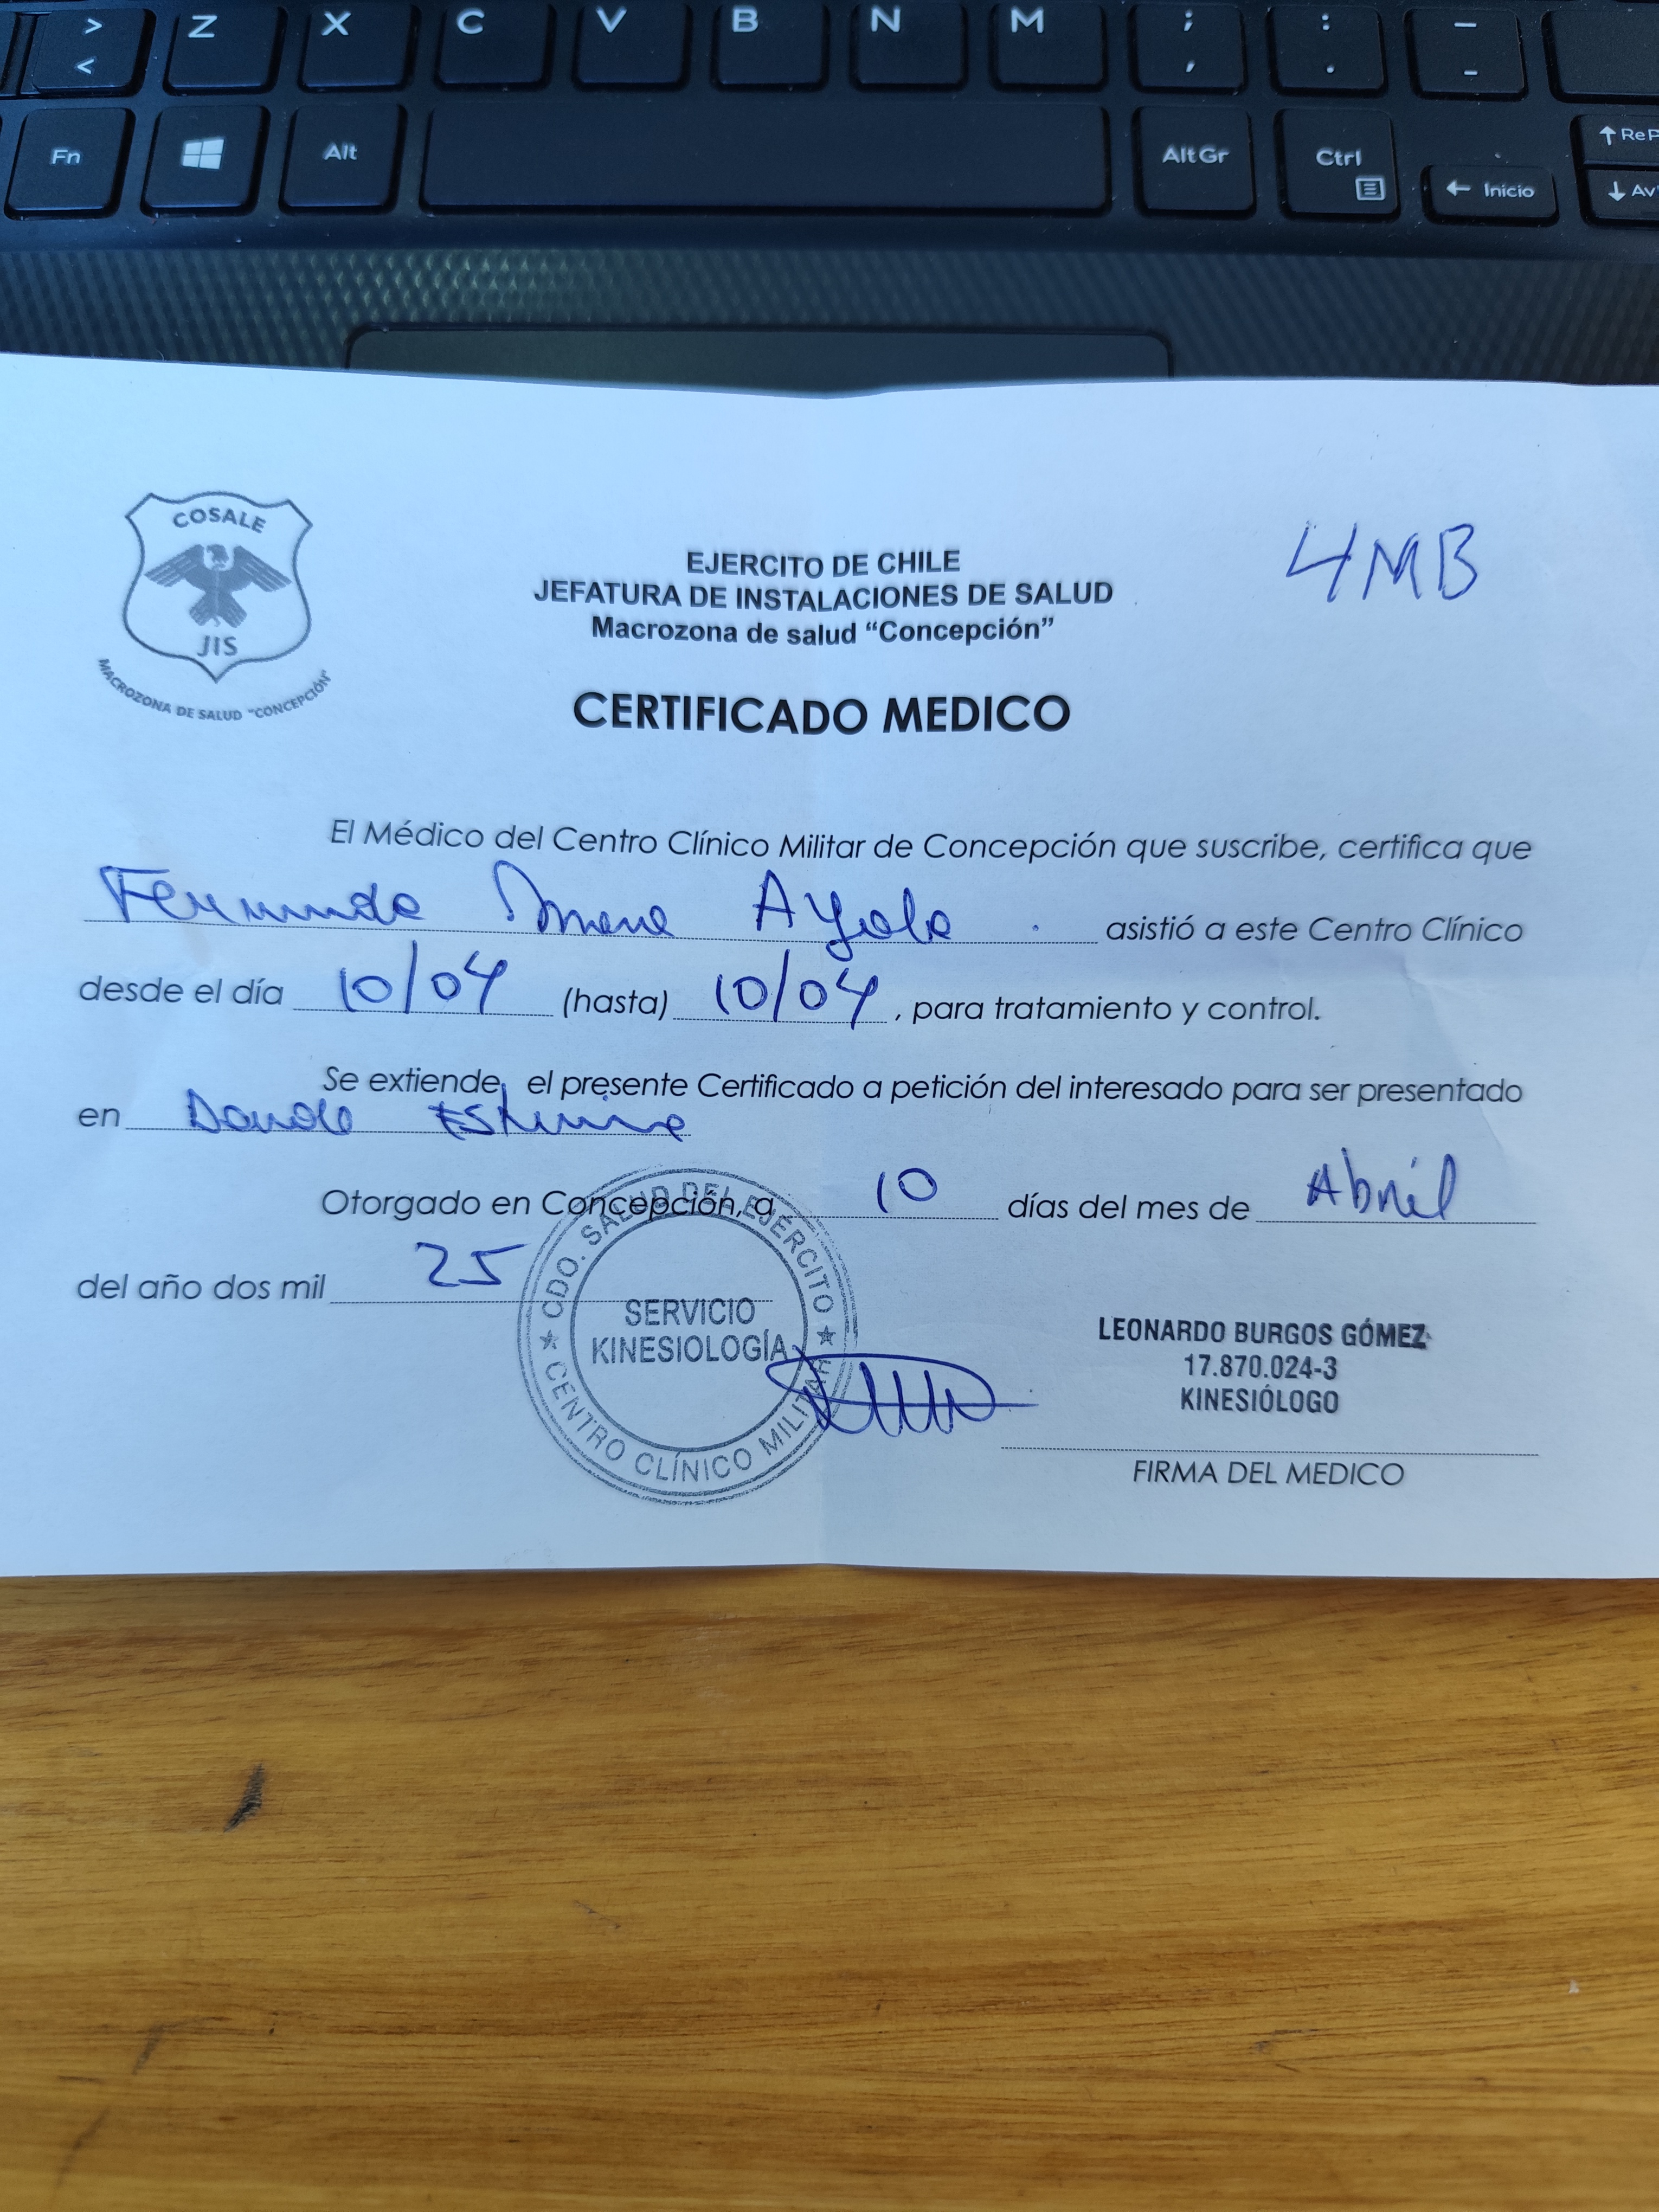 > Z X C V B N M ; : _
< , . -
Fn Alt AltGr Ctrl ← Inicio ↑ReP
↓Av
COSALE
JIS
MACROZONA DE SALUD "CONCEPCIÓN"
EJERCITO DE CHILE
JEFATURA DE INSTALACIONES DE SALUD
Macrozona de salud "Concepción"
4MB
CERTIFICADO MEDICO
El Médico del Centro Clínico Militar de Concepción que suscribe, certifica que
Fernanda Ayala asistió a este Centro Clínico
desde el día 10/04 (hasta) 10/04, para tratamiento y control.
Se extiende, el presente Certificado a petición del interesado para ser presentado
en Donde Estime
Otorgado en Concepción, a 10 días del mes de Abril
del año dos mil 25
CDO. SALUD DEL EJÉRCITO ★ CENTRO CLÍNICO MILITAR ★
SERVICIO
KINESIOLOGÍA
LEONARDO BURGOS GÓMEZ
17.870.024-3
KINESIÓLOGO
FIRMA DEL MEDICO